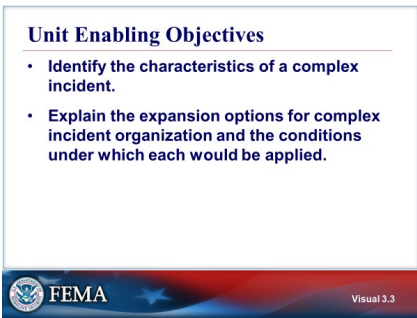 Unit Enabling Objectives
• Identify the characteristics of a complex
incident.
• Explain the expansion options for complex
incident organization and the conditions
under which each would be applied.
FEMA
Visual 3.3